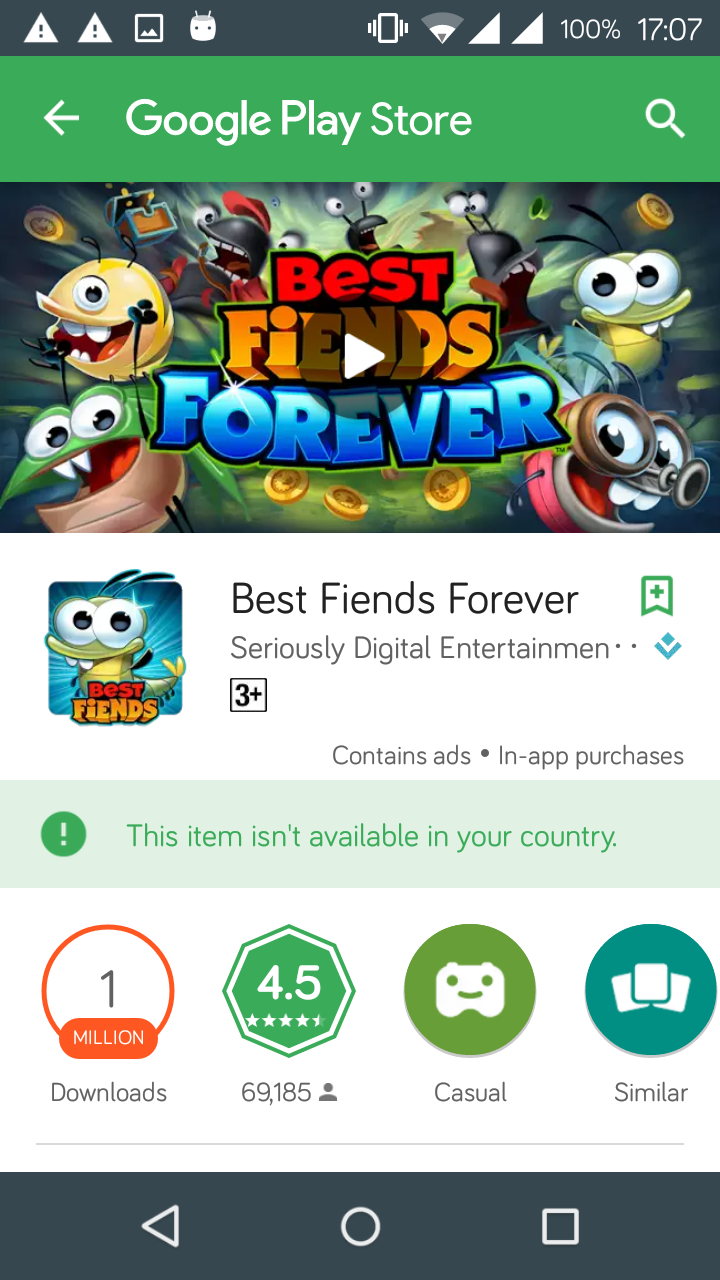 100% 17:07
Google Play Store
BEST
FIENDS
FOREVER
TM
Best Fiends Forever
Seriously Digital Entertainmen··
BEST
FIENDS
3+
Contains ads • In-app purchases
This item isn't available in your country.
1
MILLION
4.5
Downloads
69,185
Casual
Similar